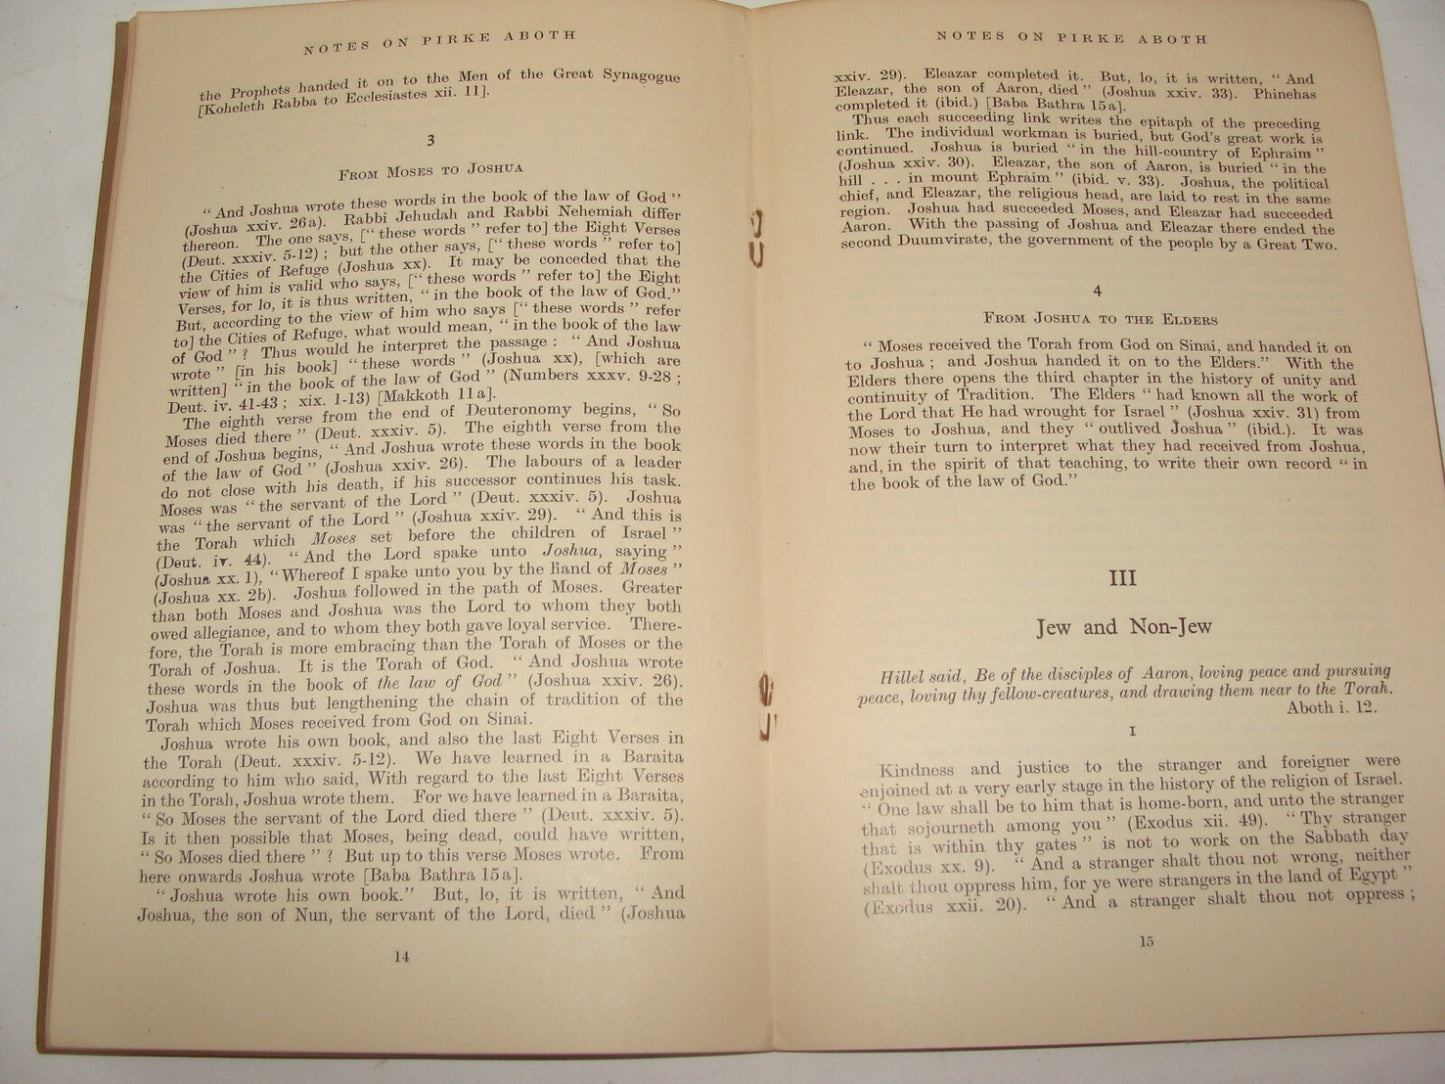 NOTES ON PIRKE ABOTH
the Prophets handed it on to the Men of the Great Synagogue
[Koheleth Rabba to Ecclesiastes xii. 11].
3
From Moses to Joshua
“And Joshua wrote these words in the book of the law of God”
(Joshua xxiv. 26a). Rabbi Jehudah and Rabbi Nehemiah differ
thereon. The one says, [“these words” refer to] the Eight Verses
(Deut. xxxiv. 5-12); but the other says, [“these words” refer to]
the Cities of Refuge (Joshua xx). It may be conceded that the
view of him is valid who says, [“these words” refer to] the Eight
Verses, for lo, it is thus written, “in the book of the law of God.”
But, according to the view of him who says [“these words” refer
to] the Cities of Refuge, what would mean, “in the book of the law
of God”? Thus would he interpret the passage: “And Joshua
wrote” [in his book] “these words” (Joshua xx), [which are
written] “in the book of the law of God” (Numbers xxxv. 9-28;
Deut. iv. 41-43; xix. 1-13) [Makkoth 11a].
The eighth verse from the end of Deuteronomy begins, “So
Moses died there” (Deut. xxxiv. 5). The eighth verse from the
end of Joshua begins, “And Joshua wrote these words in the book
of the law of God” (Joshua xxiv. 26). The labours of a leader
do not close with his death, if his successor continues his task.
Moses was “the servant of the Lord” (Deut. xxxiv. 5). Joshua
was “the servant of the Lord” (Joshua xxiv. 29). “And this is
the Torah which Moses set before the children of Israel”
(Deut. iv. 44). “And the Lord spake unto Joshua, saying”
(Joshua xx. 1), “Whereof I spake unto you by the hand of Moses”
(Joshua xx. 2b). Joshua followed in the path of Moses. Greater
than both Moses and Joshua was the Lord to whom they both
owed allegiance, and to whom they both gave loyal service. There-
fore, the Torah is more embracing than the Torah of Moses or the
Torah of Joshua. It is the Torah of God. “And Joshua wrote
these words in the book of the law of God” (Joshua xxiv. 26).
Joshua was thus but lengthening the chain of tradition of the
Torah which Moses received from God on Sinai.
Joshua wrote his own book, and also the last Eight Verses in
the Torah (Deut. xxxiv. 5-12). We have learned in a Baraita
according to him who said, With regard to the last Eight Verses
in the Torah, Joshua wrote them. For we have learned in a Baraita,
“So Moses the servant of the Lord died there” (Deut. xxxiv. 5).
Is it then possible that Moses, being dead, could have written,
“So Moses died there”? But up to this verse Moses wrote. From
here onwards Joshua wrote [Baba Bathra 15a].
“Joshua wrote his own book.” But, lo, it is written, “And
Joshua, the son of Nun, the servant of the Lord, died” (Joshua
14
NOTES ON PIRKE ABOTH
xxiv. 29). Eleazar completed it. But, lo, it is written, “And
Eleazar, the son of Aaron, died” (Joshua xxiv. 33). Phinehas
completed it (ibid.) [Baba Bathra 15a].
Thus each succeeding link writes the epitaph of the preceding
link. The individual workman is buried, but God's great work is
continued. Joshua is buried “in the hill-country of Ephraim”
(Joshua xxiv. 30). Eleazar, the son of Aaron, is buried “in the
hill . . . in mount Ephraim” (ibid. v. 33). Joshua, the political
chief, and Eleazar, the religious head, are laid to rest in the same
region. Joshua had succeeded Moses, and Eleazar had succeeded
Aaron. With the passing of Joshua and Eleazar there ended the
second Duumvirate, the government of the people by a Great Two.
4
From Joshua to the Elders
“Moses received the Torah from God on Sinai, and handed it on
to Joshua; and Joshua handed it on to the Elders.” With the
Elders there opens the third chapter in the history of unity and
continuity of Tradition. The Elders “had known all the work of
the Lord that He had wrought for Israel” (Joshua xxiv. 31) from
Moses to Joshua, and they “outlived Joshua” (ibid.). It was
now their turn to interpret what they had received from Joshua,
and, in the spirit of that teaching, to write their own record “in
the book of the law of God.”
III
Jew and Non-Jew
Hillel said, Be of the disciples of Aaron, loving peace and pursuing
peace, loving thy fellow-creatures, and drawing them near to the Torah.
Aboth i. 12.
1
Kindness and justice to the stranger and foreigner were
enjoined at a very early stage in the history of the religion of Israel.
“One law shall be to him that is home-born, and unto the stranger
that sojourneth among you” (Exodus xii. 49). “Thy stranger
that is within thy gates” is not to work on the Sabbath day
(Exodus xx. 9). “And a stranger shalt thou not wrong, neither
shalt thou oppress him, for ye were strangers in the land of Egypt”
(Exodus xxii. 20). “And a stranger shalt thou not oppress;
15